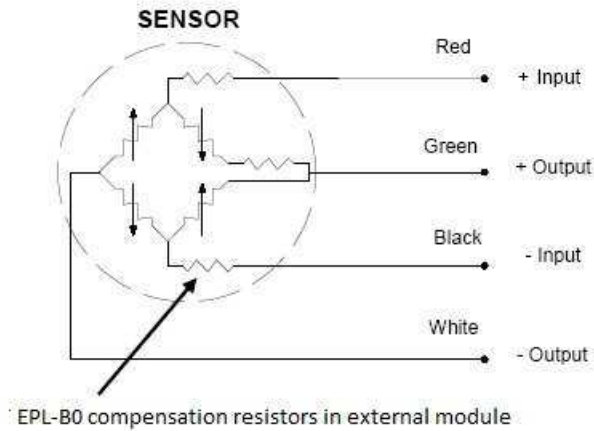 SENSOR
Red
+ Input
Green
+ Output
Black
- Input
White
- Output
EPL-B0 compensation resistors in external module